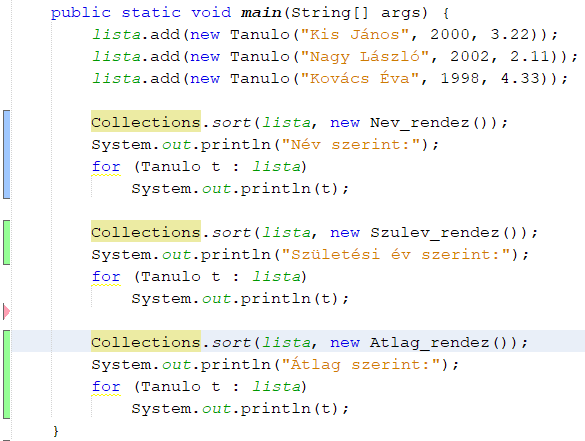 public static void main(String[] args) {
lista.add(new Tanulo("Kis János", 2000, 3.22));
lista.add(new Tanulo("Nagy László", 2002, 2.11));
lista.add(new Tanulo("Kovács Éva", 1998, 4.33));
Collections.sort(lista, new Nev_rendez());
System.out.println("Név szerint:");
for (Tanulo t : lista)
System.out.println(t);
Collections.sort(lista, new Szulev_rendez());
System.out.println("Születési év szerint:");
for (Tanulo t : lista)
System.out.println(t);
Collections.sort(lista, new Atlag_rendez());
System.out.println("Átlag szerint:");
for (Tanulo t : lista)
System.out.println(t);
}